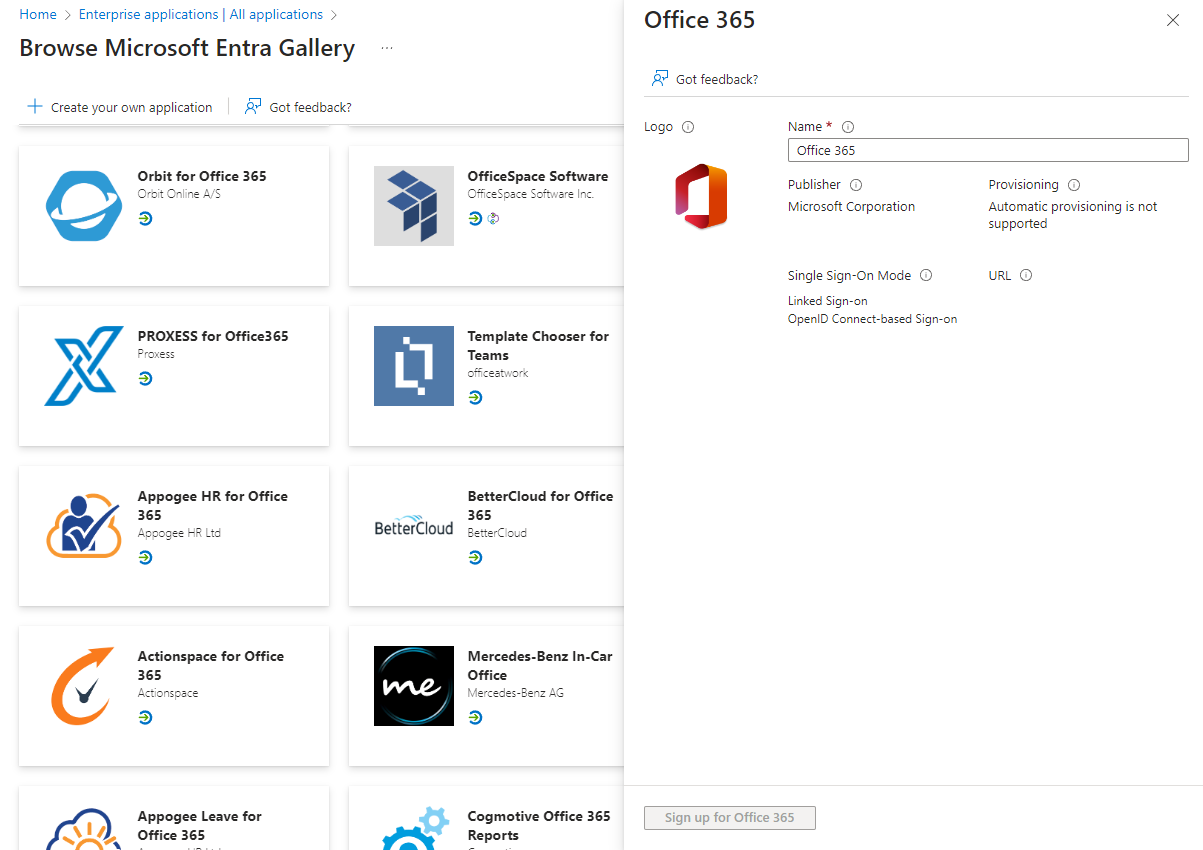 Home > Enterprise applications | All applications >
Browse Microsoft Entra Gallery ...
Create your own application
Got feedback?
Orbit for Office 365
Orbit Online A/S
OfficeSpace Software
OfficeSpace Software Inc.
PROXESS for Office365
Proxess
Template Chooser for
Teams
officeatwork
Appogee HR for Office
365
Appogee HR Ltd
BetterCloud
BetterCloud for Office
365
BetterCloud
Actionspace for Office
365
Actionspace
me
Mercedes-Benz In-Car
Office
Mercedes-Benz AG
Appogee Leave for
Office 365
Cogmotive Office 365
Reports
Office 365
Got feedback?
Logo
Name *
Office 365
Publisher
Microsoft Corporation
Provisioning
Automatic provisioning is not
supported
Single Sign-On Mode
Linked Sign-on
OpenID Connect-based Sign-on
URL
Sign up for Office 365